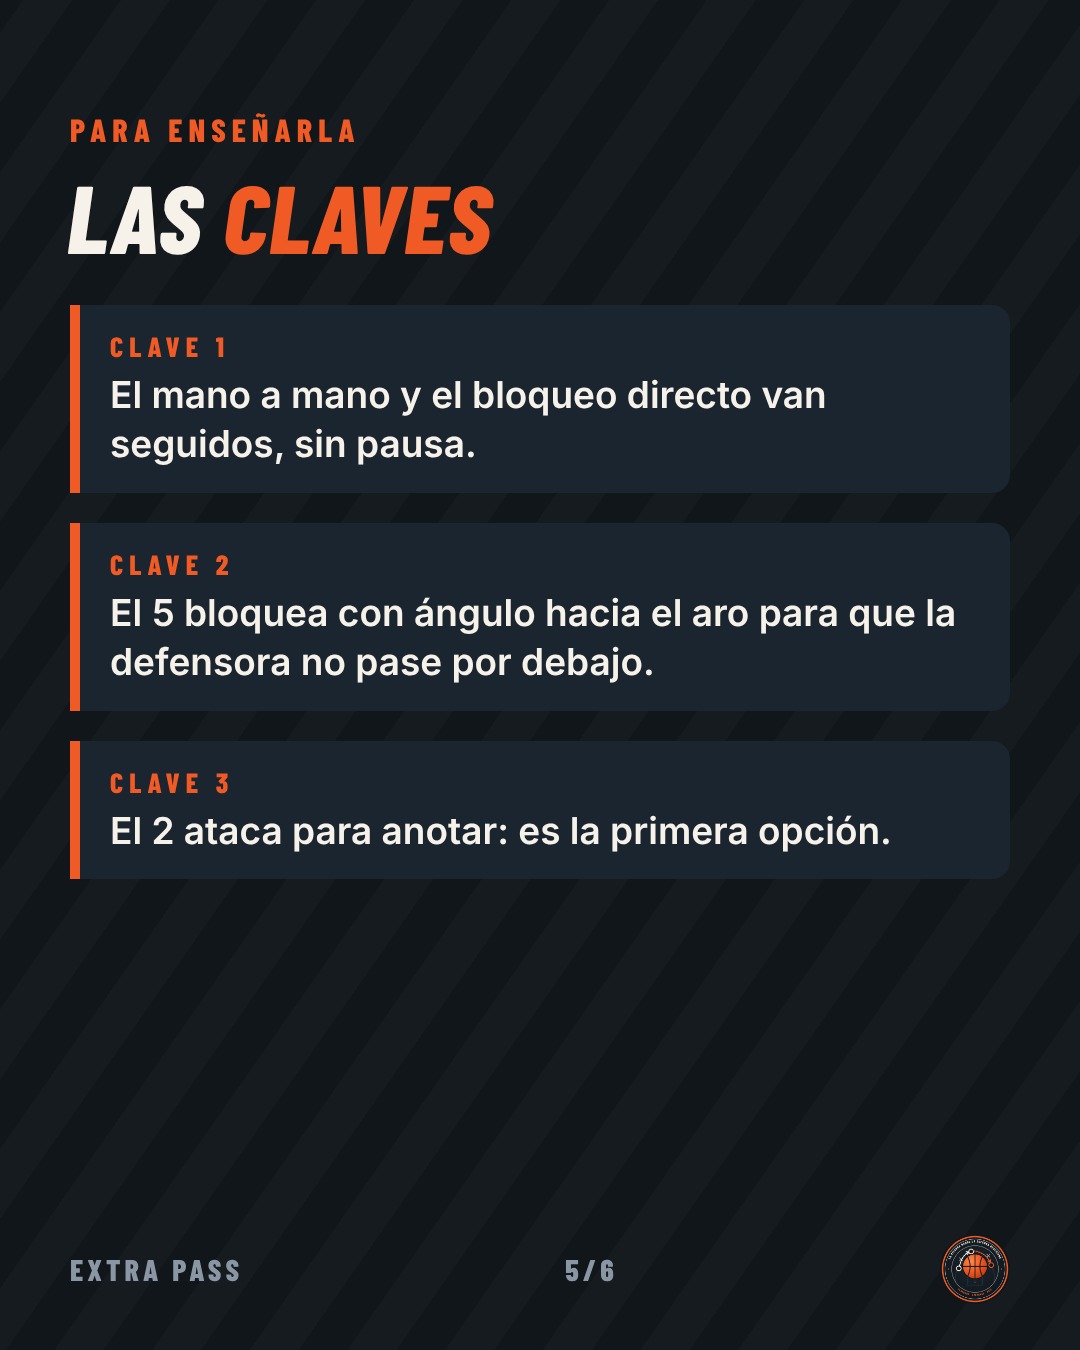 PARA ENSEÑARLA
LAS CLAVES
CLAVE 1
El mano a mano y el bloqueo directo van
seguidos, sin pausa.
CLAVE 2
El 5 bloquea con ángulo hacia el aro para que la
defensora no pase por debajo.
CLAVE 3
El 2 ataca para anotar: es la primera opción.
EXTRA PASS
5/6